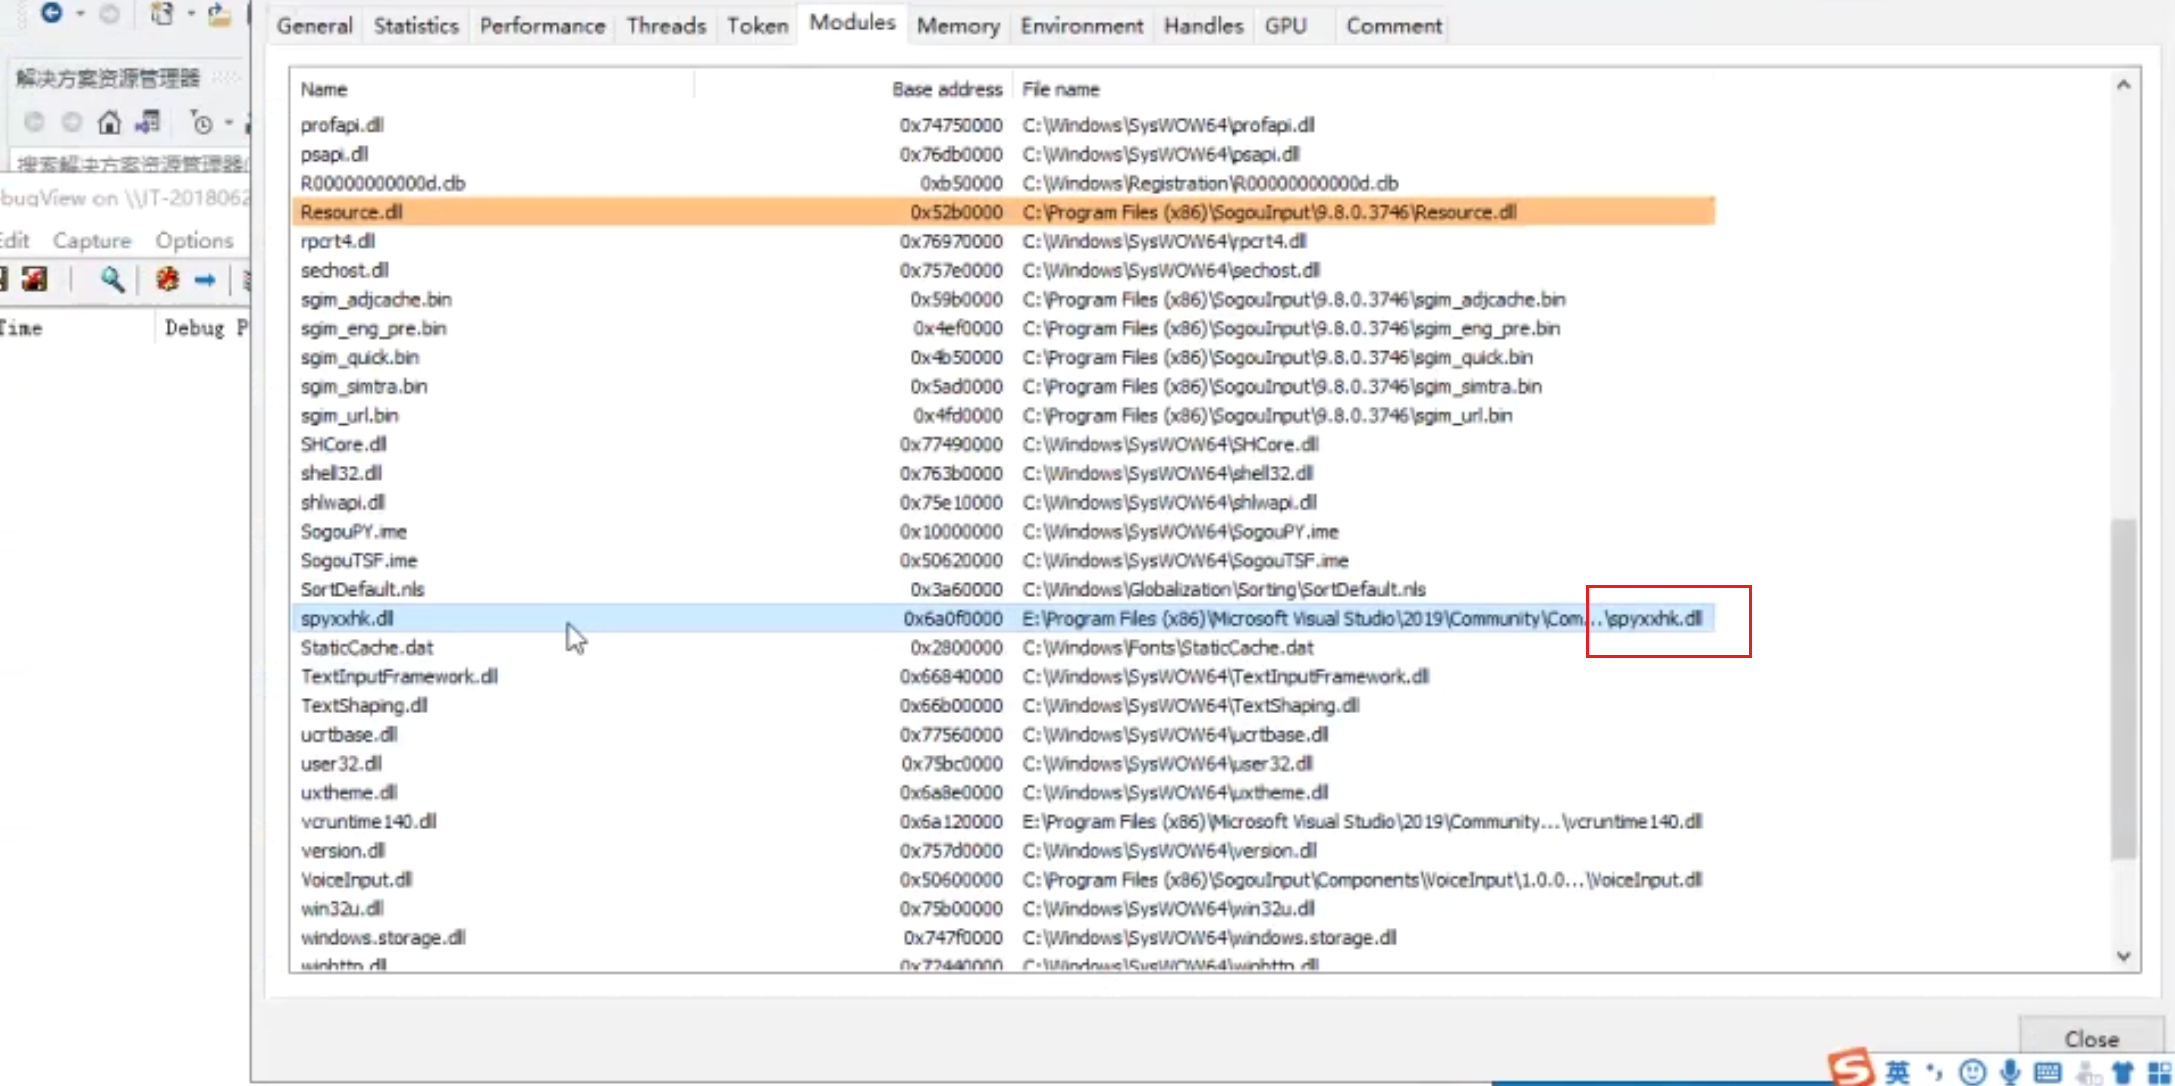 General Statistics Performance Threads Token Modules Memory Environment Handles GPU Comment
解决方案资源管理器
搜索解决方案资源管理器(
bugView on \\IT-2018062
Edit Capture Options
Time Debug P
Name Base address File name
profapi.dll 0x74750000 C:\Windows\SysWOW64\profapi.dll
psapi.dll 0x76db0000 C:\Windows\SysWOW64\psapi.dll
R00000000000d.clb 0xb50000 C:\Windows\Registration\R00000000000d.clb
Resource.dll 0x52b0000 C:\Program Files (x86)\SogouInput\9.8.0.3746\Resource.dll
rpcrt4.dll 0x76970000 C:\Windows\SysWOW64\rpcrt4.dll
sechost.dll 0x757e0000 C:\Windows\SysWOW64\sechost.dll
sgim_adjcache.bin 0x59b0000 C:\Program Files (x86)\SogouInput\9.8.0.3746\sgim_adjcache.bin
sgim_eng_pre.bin 0x4ef0000 C:\Program Files (x86)\SogouInput\9.8.0.3746\sgim_eng_pre.bin
sgim_quick.bin 0x4b50000 C:\Program Files (x86)\SogouInput\9.8.0.3746\sgim_quick.bin
sgim_simtra.bin 0x5ad0000 C:\Program Files (x86)\SogouInput\9.8.0.3746\sgim_simtra.bin
sgim_url.bin 0x4fd0000 C:\Program Files (x86)\SogouInput\9.8.0.3746\sgim_url.bin
SHCore.dll 0x77490000 C:\Windows\SysWOW64\SHCore.dll
shell32.dll 0x763b0000 C:\Windows\SysWOW64\shell32.dll
shlwapi.dll 0x75e10000 C:\Windows\SysWOW64\shlwapi.dll
SogouPY.ime 0x10000000 C:\Windows\SysWOW64\SogouPY.ime
SogouTSF.ime 0x50620000 C:\Windows\SysWOW64\SogouTSF.ime
SortDefault.nls 0x3a60000 C:\Windows\Globalization\Sorting\SortDefault.nls
spyxxhk.dll 0x6a0f0000 E:\Program Files (x86)\Microsoft Visual Studio\2019\Community\Com...\spyxxhk.dll
StaticCache.dat 0x2800000 C:\Windows\Fonts\StaticCache.dat
TextInputFramework.dll 0x66840000 C:\Windows\SysWOW64\TextInputFramework.dll
TextShaping.dll 0x66b00000 C:\Windows\SysWOW64\TextShaping.dll
ucrtbase.dll 0x77560000 C:\Windows\SysWOW64\ucrtbase.dll
user32.dll 0x75bc0000 C:\Windows\SysWOW64\user32.dll
uxtheme.dll 0x6a8e0000 C:\Windows\SysWOW64\uxtheme.dll
vcruntime140.dll 0x6a120000 E:\Program Files (x86)\Microsoft Visual Studio\2019\Community...\vcruntime140.dll
version.dll 0x757d0000 C:\Windows\SysWOW64\version.dll
VoiceInput.dll 0x50600000 C:\Program Files (x86)\SogouInput\Components\VoiceInput\1.0.0...\VoiceInput.dll
win32u.dll 0x75b00000 C:\Windows\SysWOW64\win32u.dll
windows.storage.dll 0x747f0000 C:\Windows\SysWOW64\windows.storage.dll
winhttp.dll 0x72440000 C:\Windows\SysWOW64\winhttp.dll
Close
英